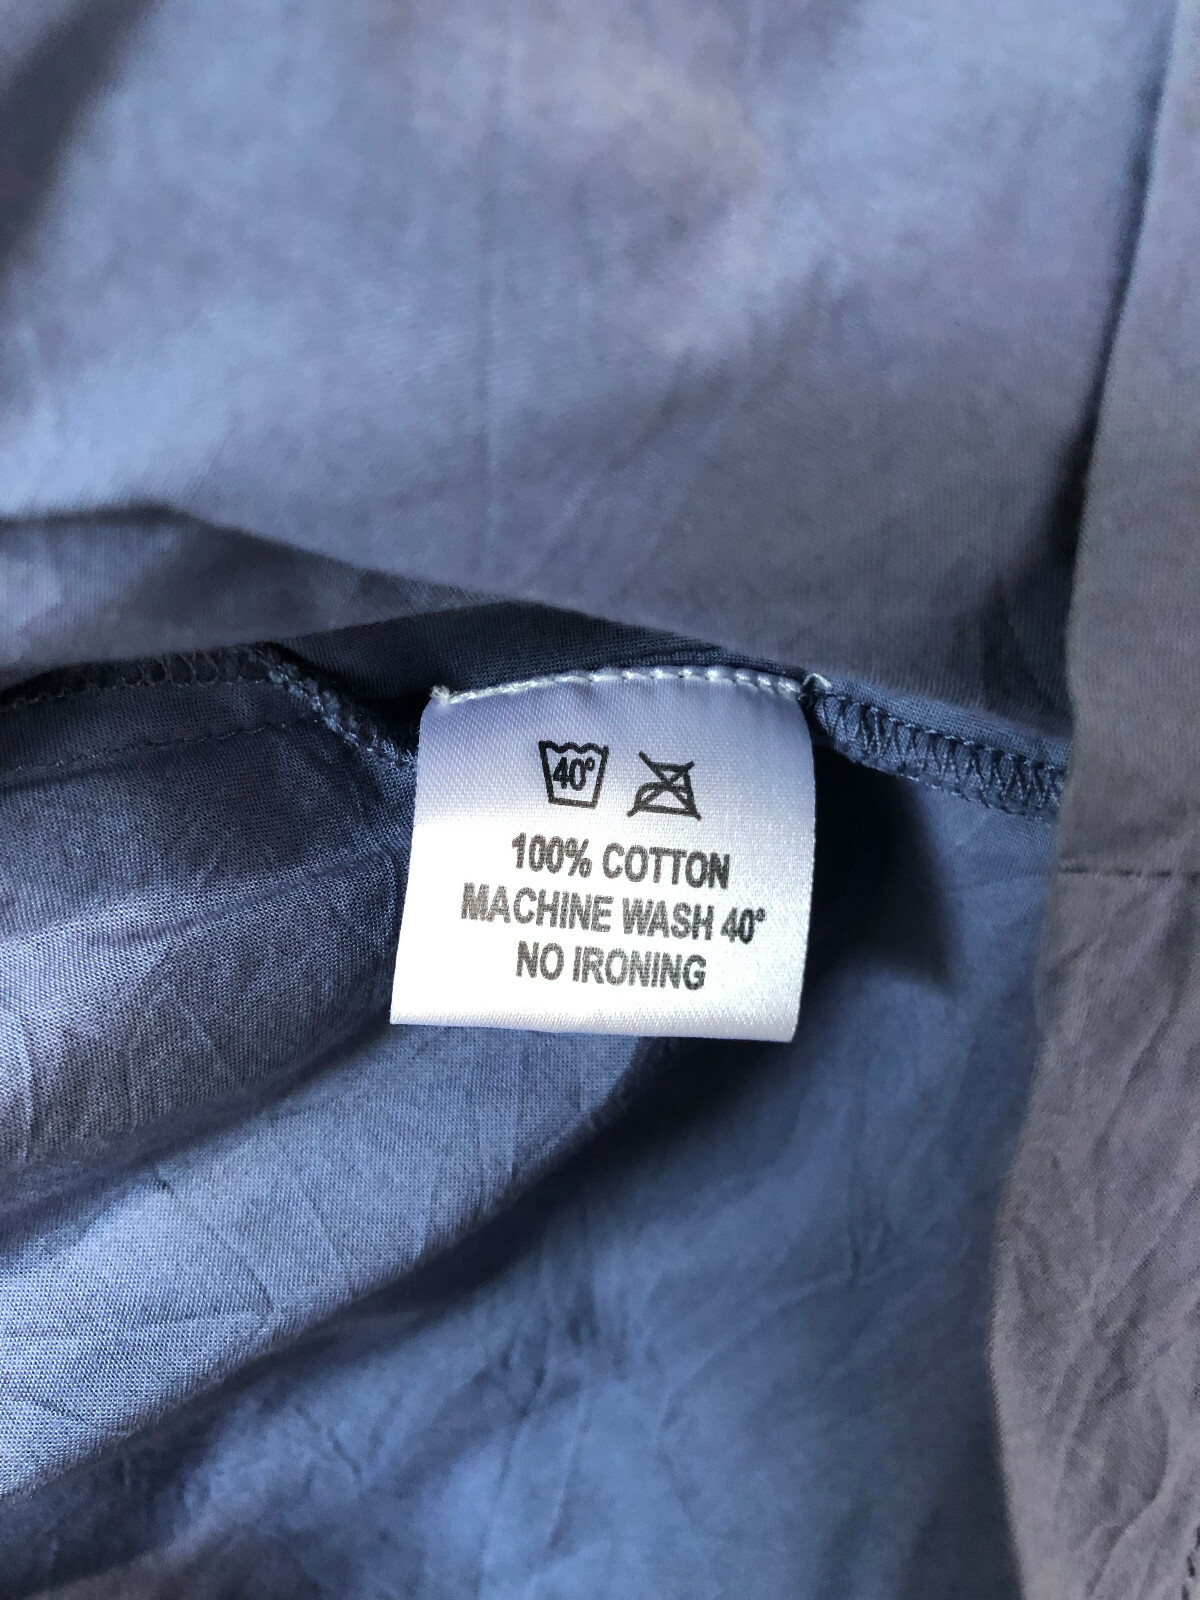 40°
100% COTTON
MACHINE WASH 40°
NO IRONING